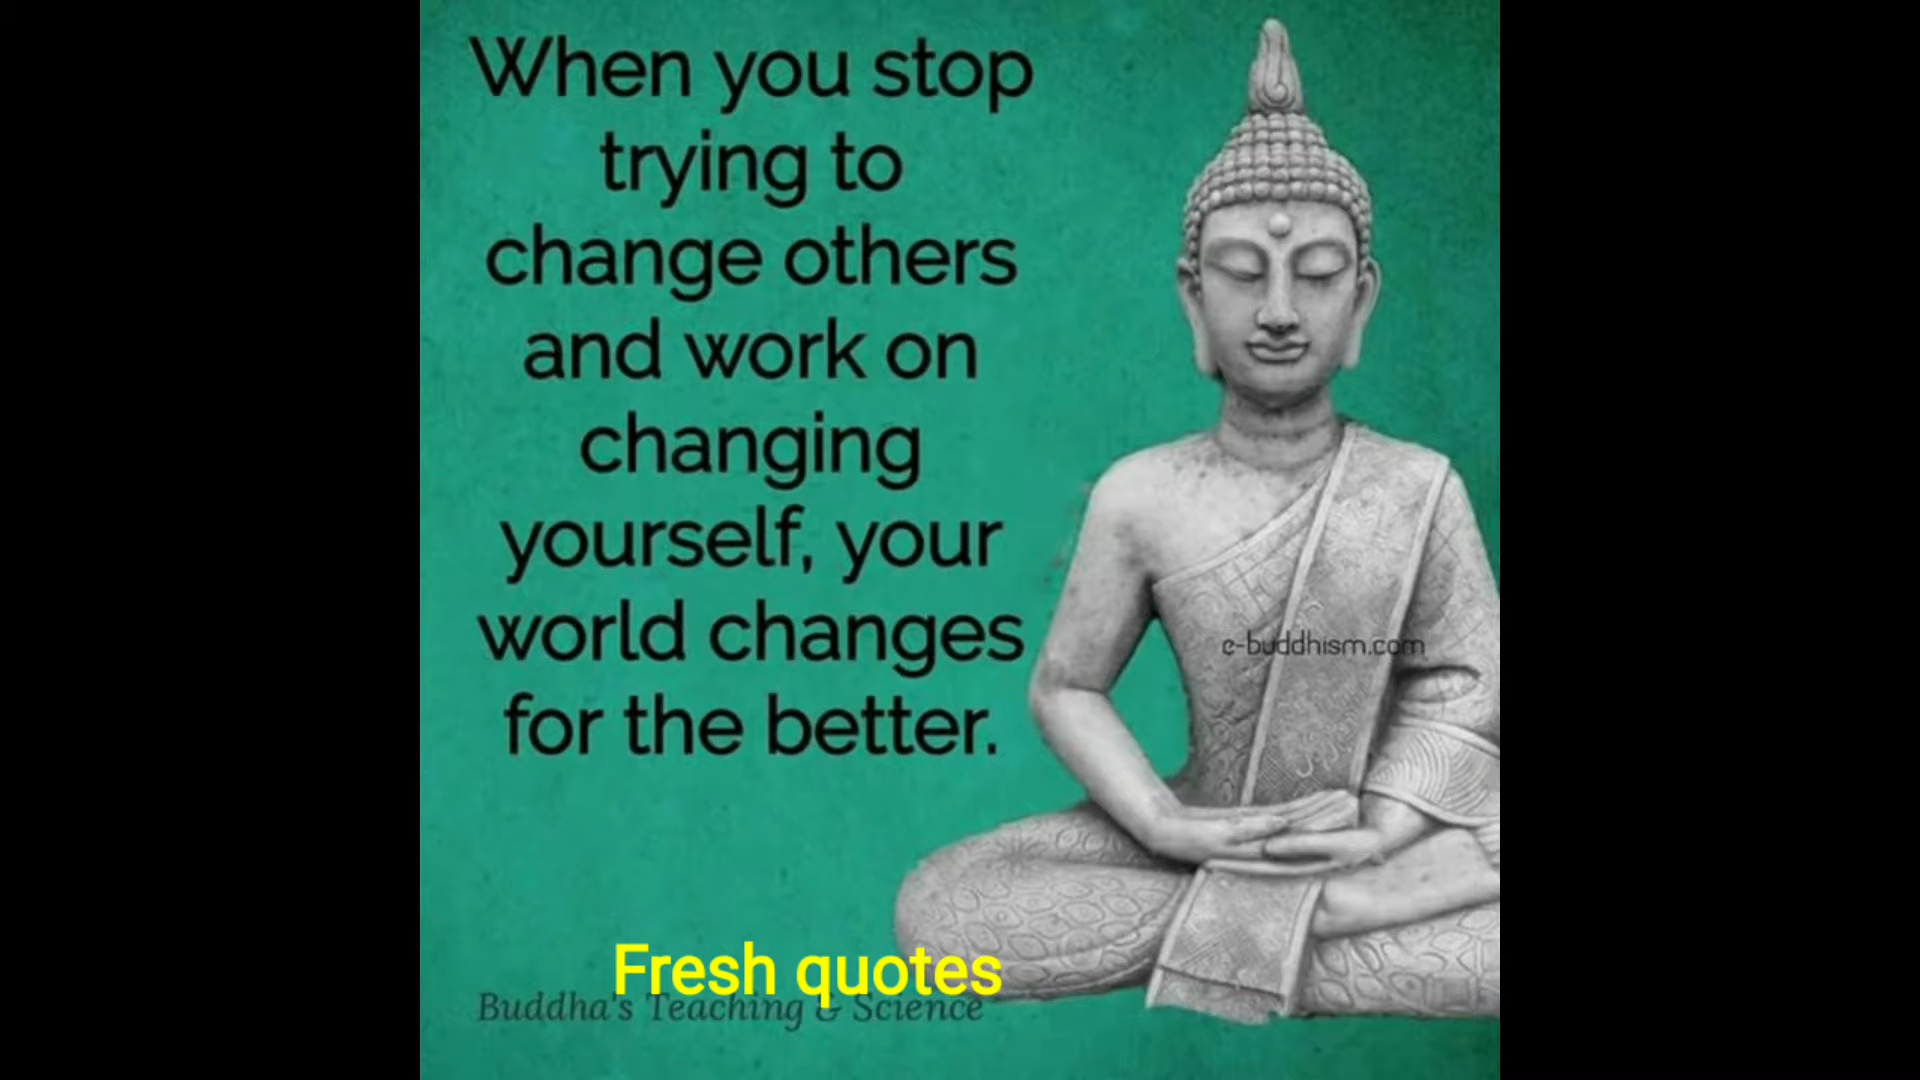 When you stop
trying to
change others
and work on
changing
yourself, your
world changes
for the better.
e-buddhism.com
Fresh quotes
Buddha's Teaching & Science